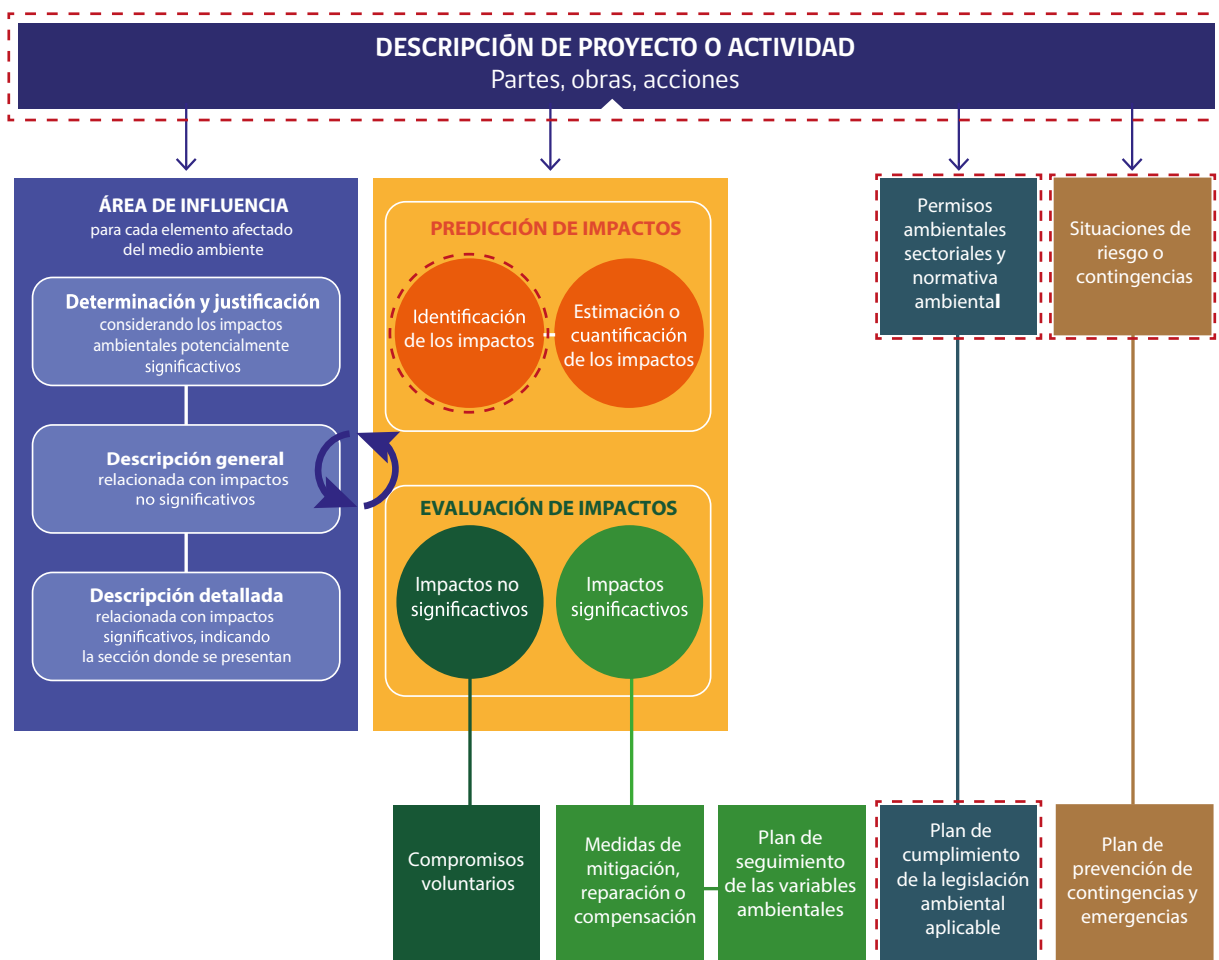 DESCRIPCIÓN DE PROYECTO O ACTIVIDAD
Partes, obras, acciones
ÁREA DE INFLUENCIA
para cada elemento afectado
del medio ambiente
Determinación y justificación
considerando los impactos
ambientales potencialmente
significactivos
Descripción general
relacionada con impactos
no significativos
Descripción detallada
relacionada con impactos
significativos, indicando
la sección donde se presentan
PREDICCIÓN DE IMPACTOS
Identificación
de los impactos
Estimación o
cuantificación
de los impactos
EVALUACIÓN DE IMPACTOS
Impactos no
significactivos
Impactos
significactivos
Permisos
ambientales
sectoriales y
normativa
ambiental
Situaciones de
riesgo o
contingencias
Compromisos
voluntarios
Medidas de
mitigación,
reparación o
compensación
Plan de
seguimiento
de las variables
ambientales
Plan de
cumplimiento
de la legislación
ambiental
aplicable
Plan de
prevención de
contingencias y
emergencias